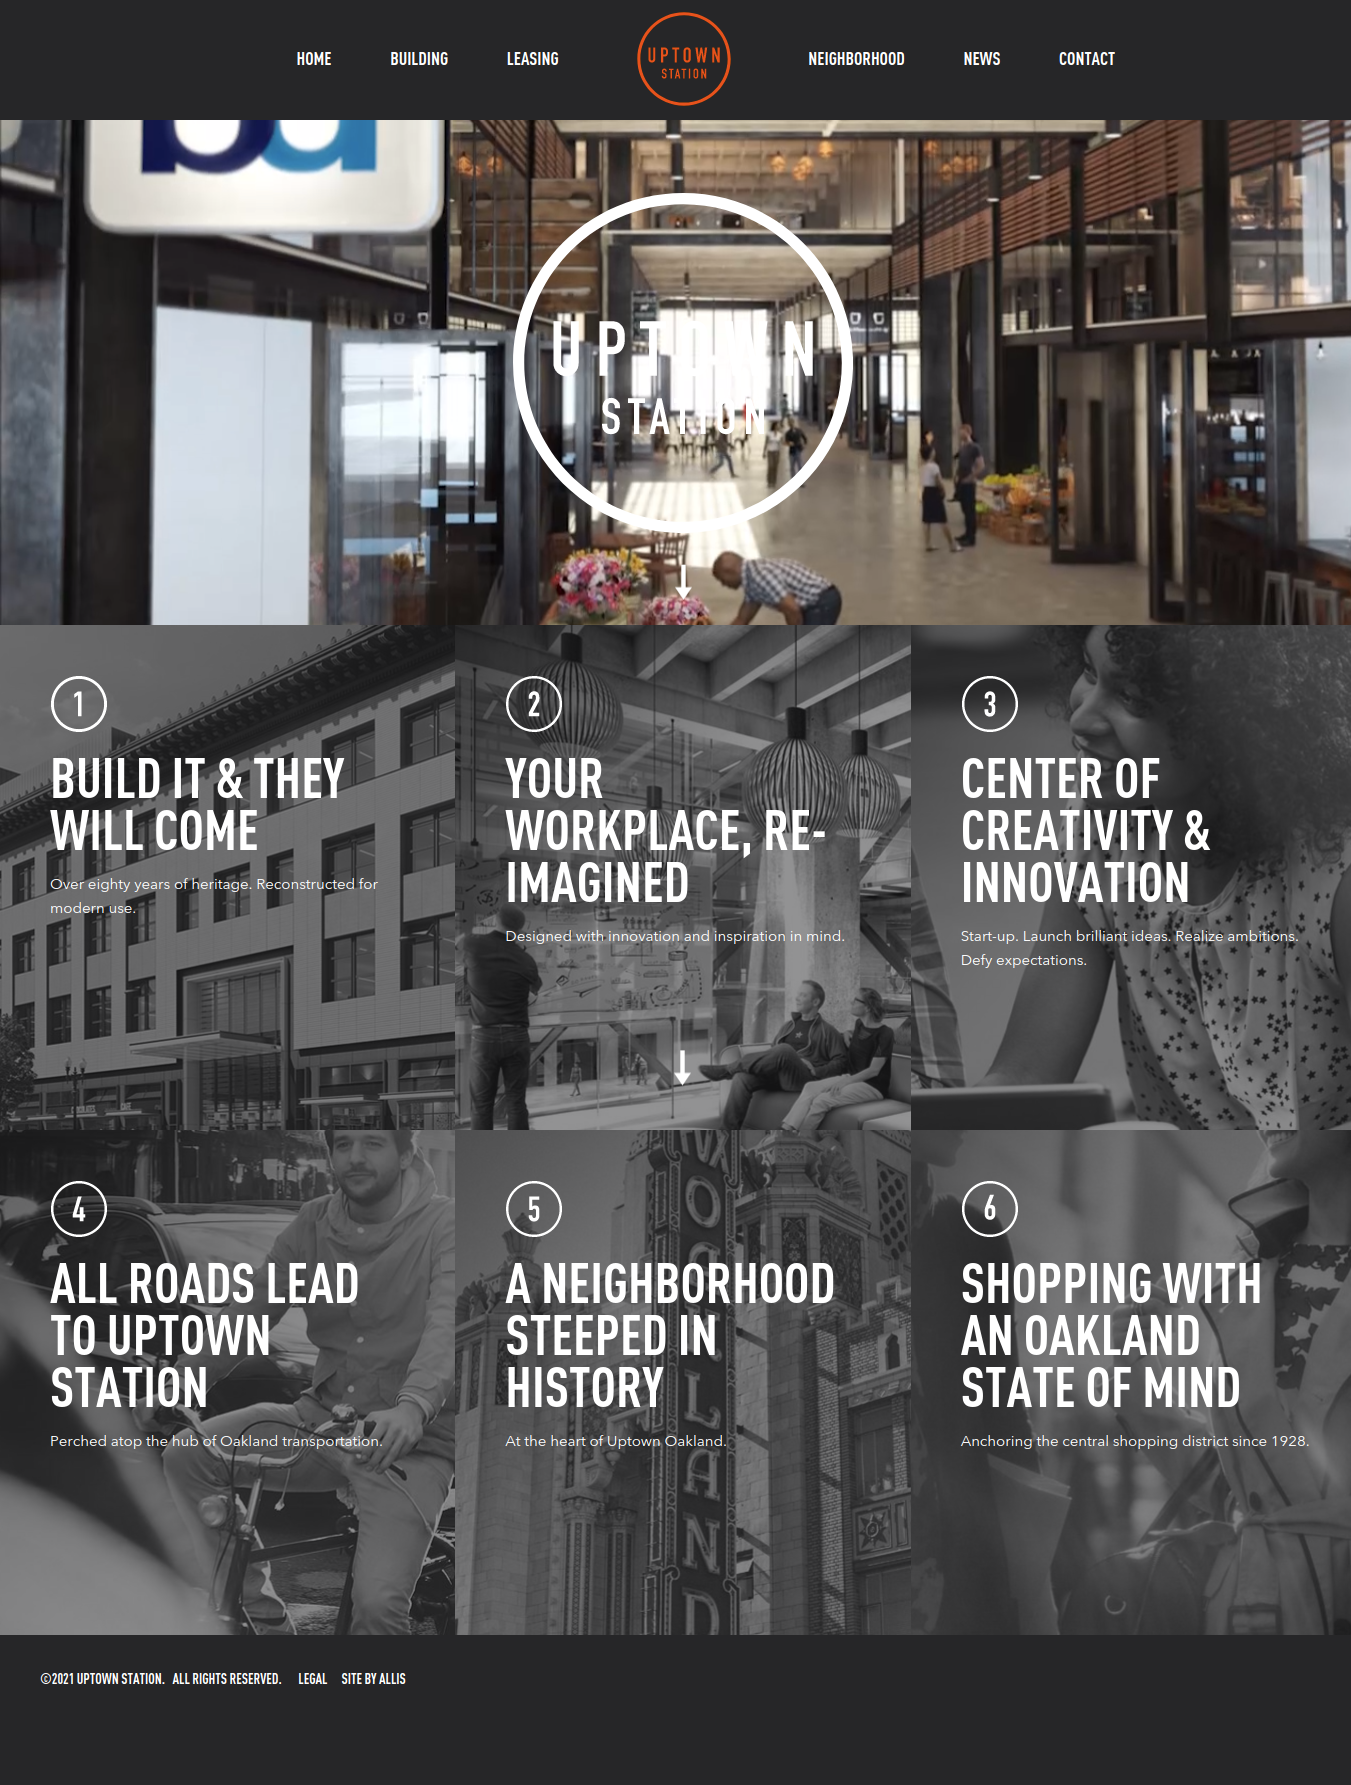 HOME BUILDING LEASING UPTOWN STATION NEIGHBORHOOD NEWS CONTACT
UPTOWN
STATION
1
BUILD IT & THEY
WILL COME
Over eighty years of heritage. Reconstructed for
modern use.
2
YOUR
WORKPLACE, RE-
IMAGINED
Designed with innovation and inspiration in mind.
3
CENTER OF
CREATIVITY &
INNOVATION
Start-up. Launch brilliant ideas. Realize ambitions.
Defy expectations.
4
ALL ROADS LEAD
TO UPTOWN
STATION
Perched atop the hub of Oakland transportation.
5
A NEIGHBORHOOD
STEEPED IN
HISTORY
At the heart of Uptown Oakland.
OAKLAND
6
SHOPPING WITH
AN OAKLAND
STATE OF MIND
Anchoring the central shopping district since 1928.
©2021 UPTOWN STATION. ALL RIGHTS RESERVED. LEGAL SITE BY ALLIS